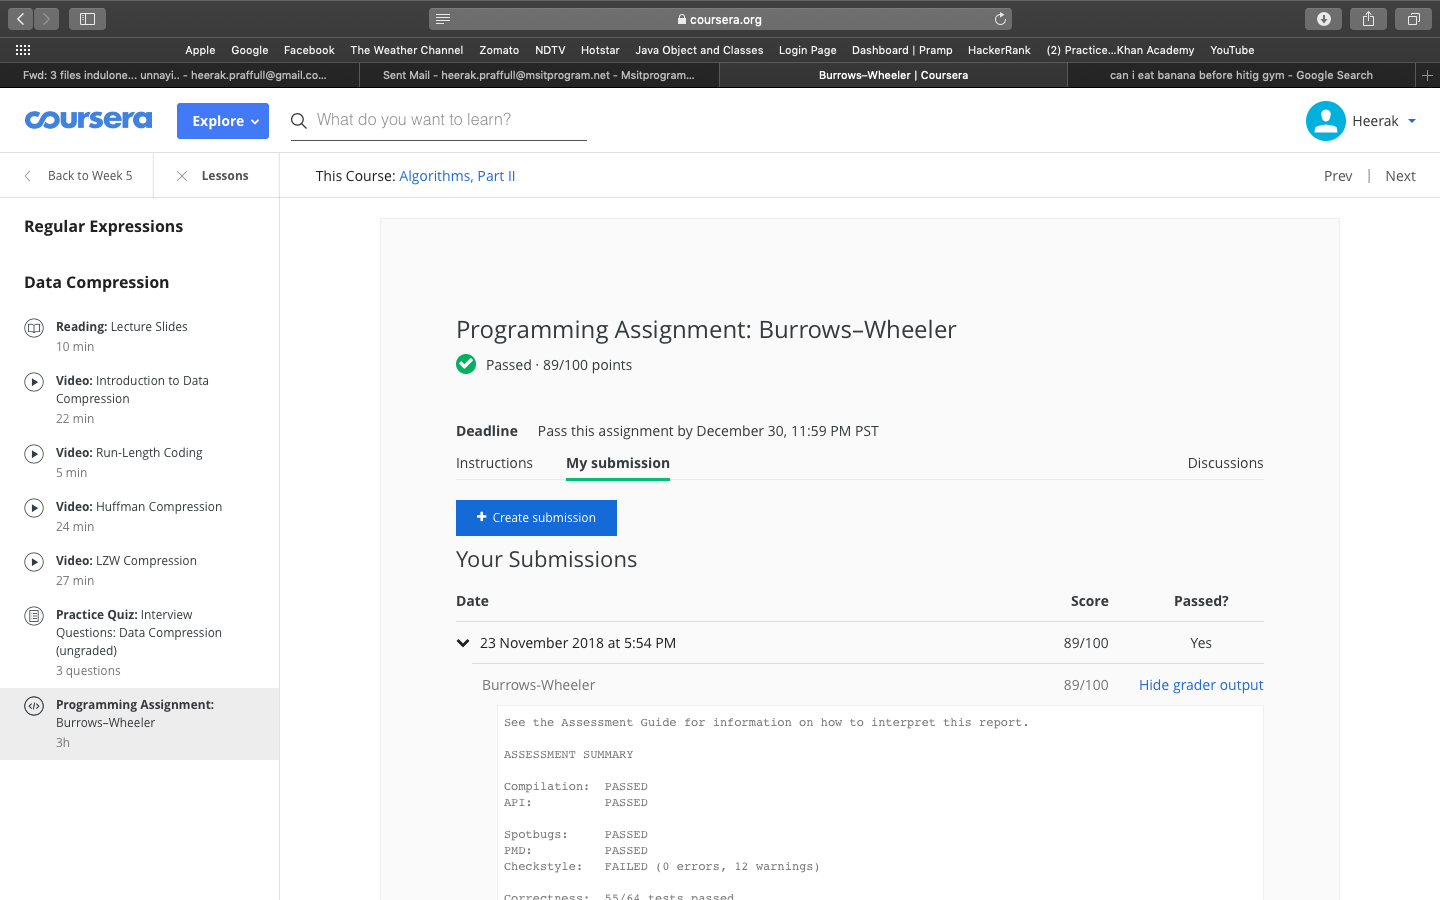 coursera.org
Apple Google Facebook The Weather Channel Zomato NDTV Hotstar Java Object and Classes Login Page Dashboard | Pramp HackerRank (2) Practice...Khan Academy YouTube
Fwd: 3 files indulone... unnayi.. - heerak.praffull@gmail.co... Sent Mail - heerak.praffull@msitprogram.net - Msitprogram... Burrows–Wheeler | Coursera can i eat banana before hitig gym - Google Search
coursera Explore What do you want to learn? Heerak
Back to Week 5 Lessons This Course: Algorithms, Part II Prev | Next
Regular Expressions
Data Compression
Reading: Lecture Slides
10 min
Video: Introduction to Data
Compression
22 min
Video: Run-Length Coding
5 min
Video: Huffman Compression
24 min
Video: LZW Compression
27 min
Practice Quiz: Interview
Questions: Data Compression
(ungraded)
3 questions
Programming Assignment:
Burrows–Wheeler
3h
Programming Assignment: Burrows–Wheeler
Passed · 89/100 points
Deadline Pass this assignment by December 30, 11:59 PM PST
Instructions My submission Discussions
+ Create submission
Your Submissions
Date Score Passed?
23 November 2018 at 5:54 PM 89/100 Yes
Burrows-Wheeler 89/100 Hide grader output
See the Assessment Guide for information on how to interpret this report.
ASSESSMENT SUMMARY
Compilation: PASSED
API: PASSED
Spotbugs: PASSED
PMD: PASSED
Checkstyle: FAILED (0 errors, 12 warnings)
Correctness: 55/64 tests passed